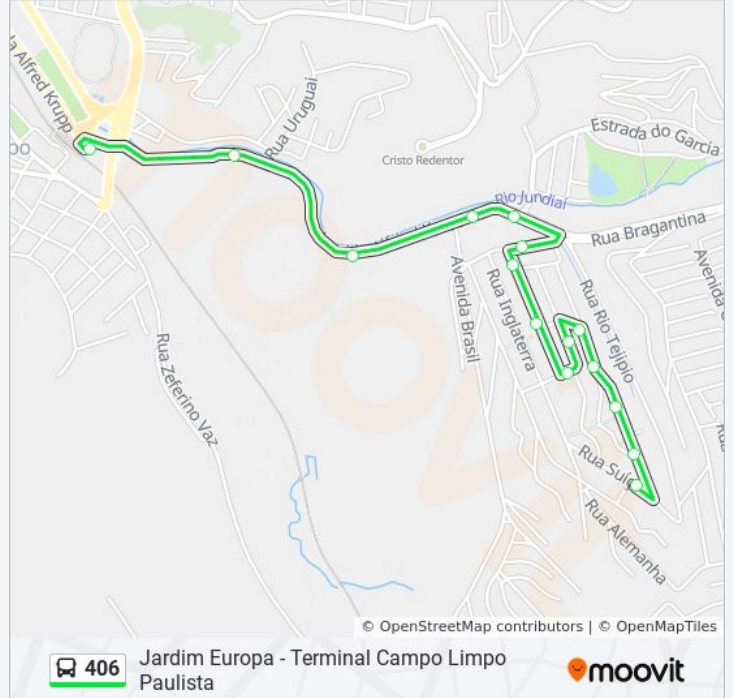 da Alfred Krupp
Rua Uruguai
Estrada do Garcia
Cristo Redentor
Rio Jundiaí
Rua Bragantina
Avenida Brasil
Rua Inglaterra
Rua Rio Tejipio
Avenida
Rua Zeferino Vaz
Rua Suíça
Rua Alemanha
© OpenStreetMap contributors | © OpenMapTiles
406
Jardim Europa - Terminal Campo Limpo
Paulista
moovit